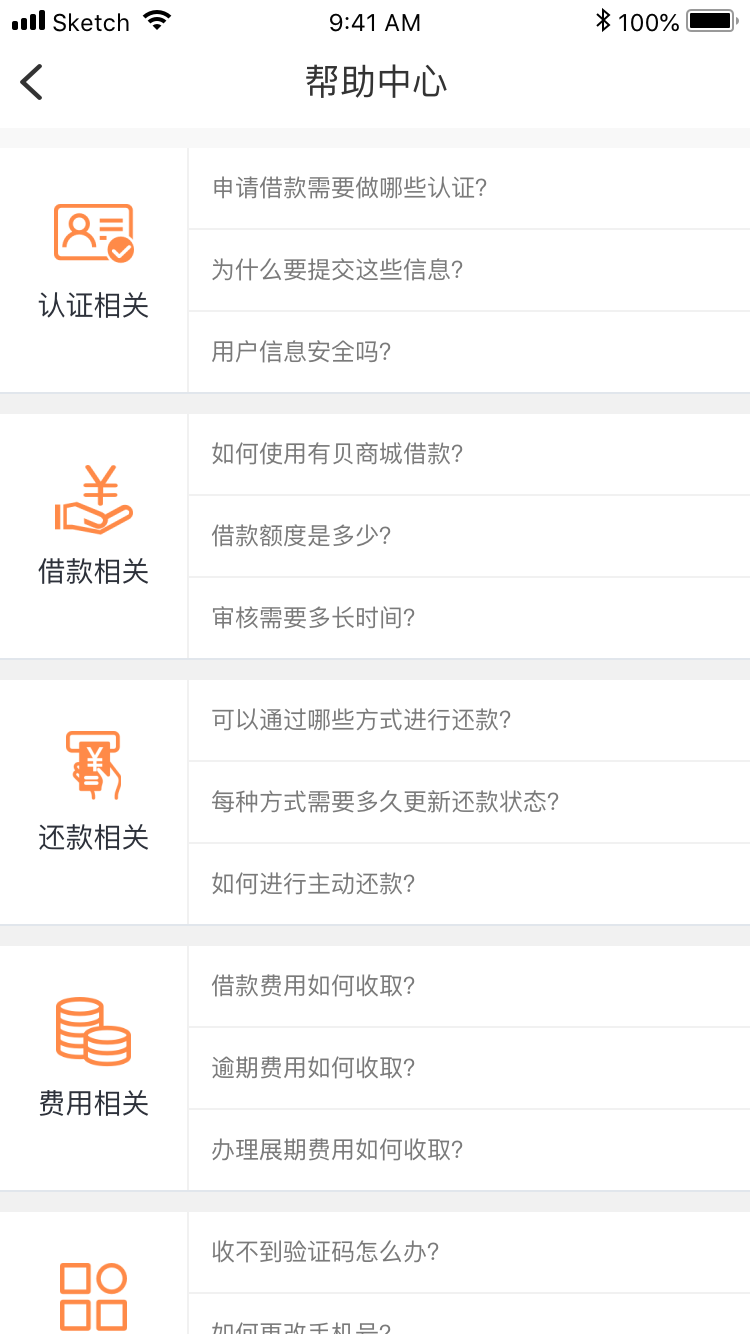 Sketch 9:41 AM 100%
帮助中心
认证相关
申请借款需要做哪些认证?
为什么要提交这些信息?
用户信息安全吗?
借款相关
如何使用有贝商城借款?
借款额度是多少?
审核需要多长时间?
还款相关
可以通过哪些方式进行还款?
每种方式需要多久更新还款状态?
如何进行主动还款?
费用相关
借款费用如何收取?
逾期费用如何收取?
办理展期费用如何收取?
收不到验证码怎么办?
如何更改手机号?